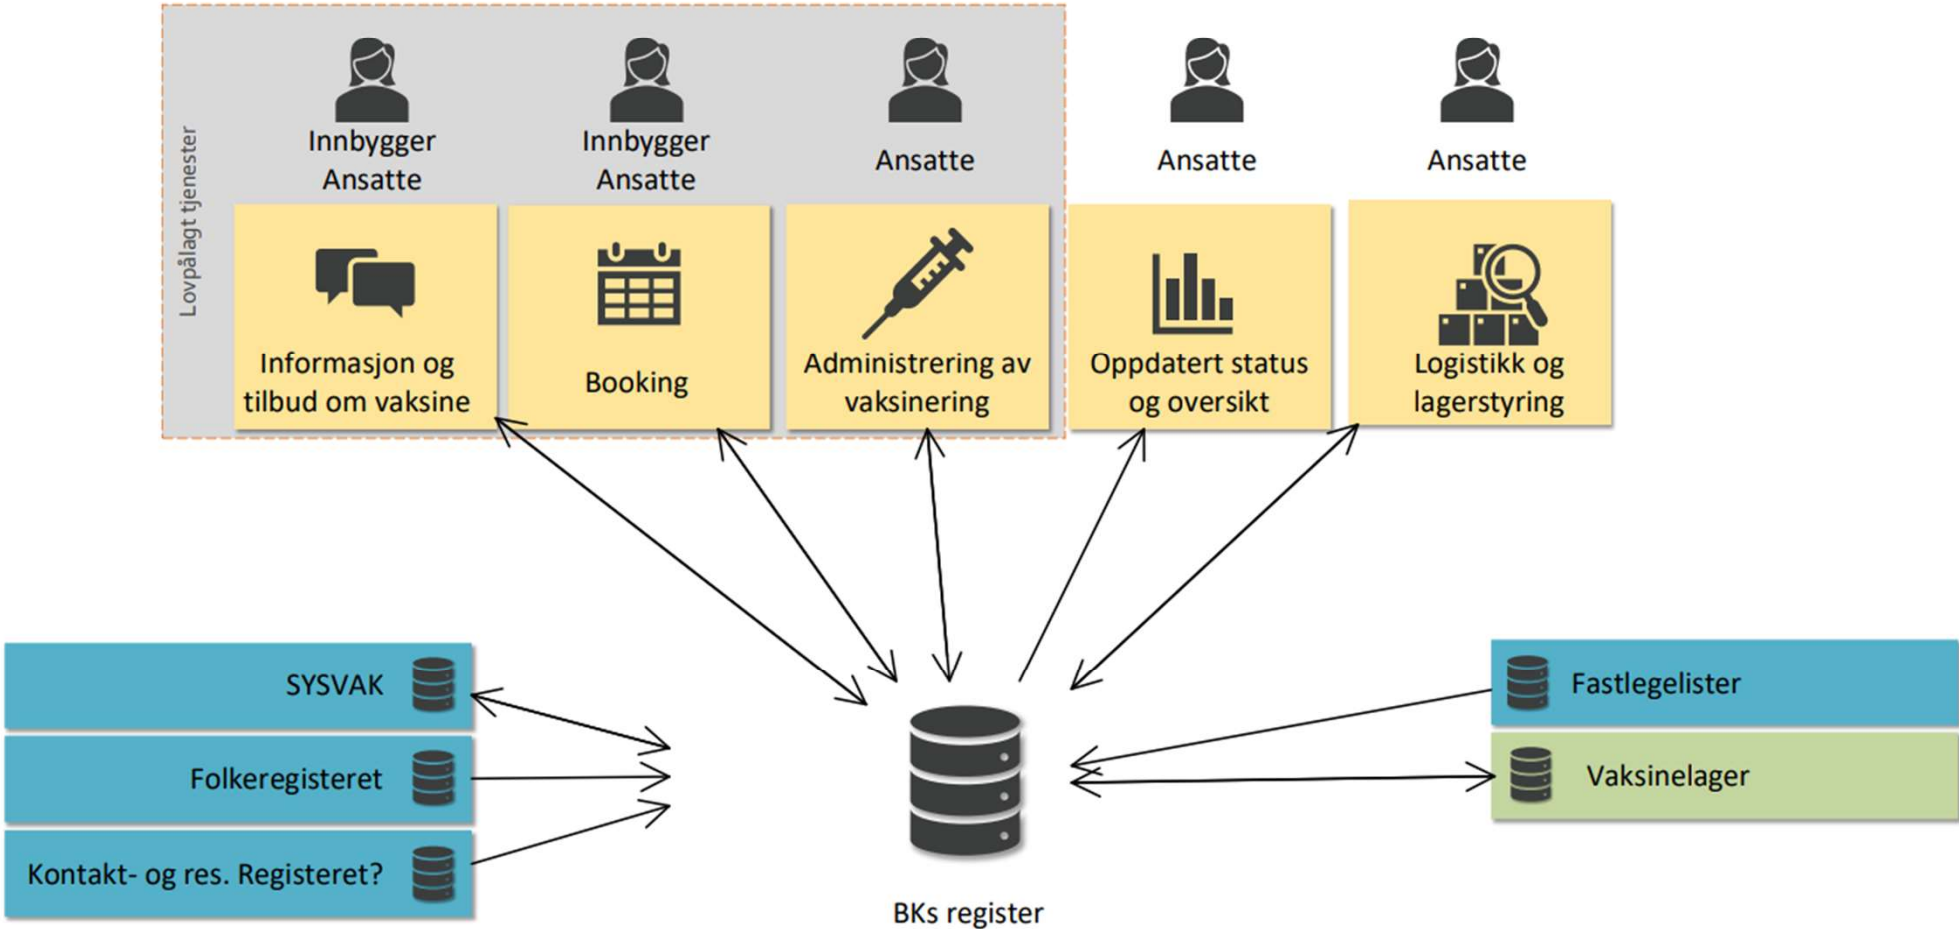 Lovpålagt tjenester
Innbygger
Ansatte
Innbygger
Ansatte
Ansatte
Ansatte
Ansatte
Informasjon og
tilbud om vaksine
Booking
Administrering av
vaksinering
Oppdatert status
og oversikt
Logistikk og
lagerstyring
SYSVAK
Folkeregisteret
Kontakt- og res. Registeret?
Fastlegelister
Vaksinelager
BKs register